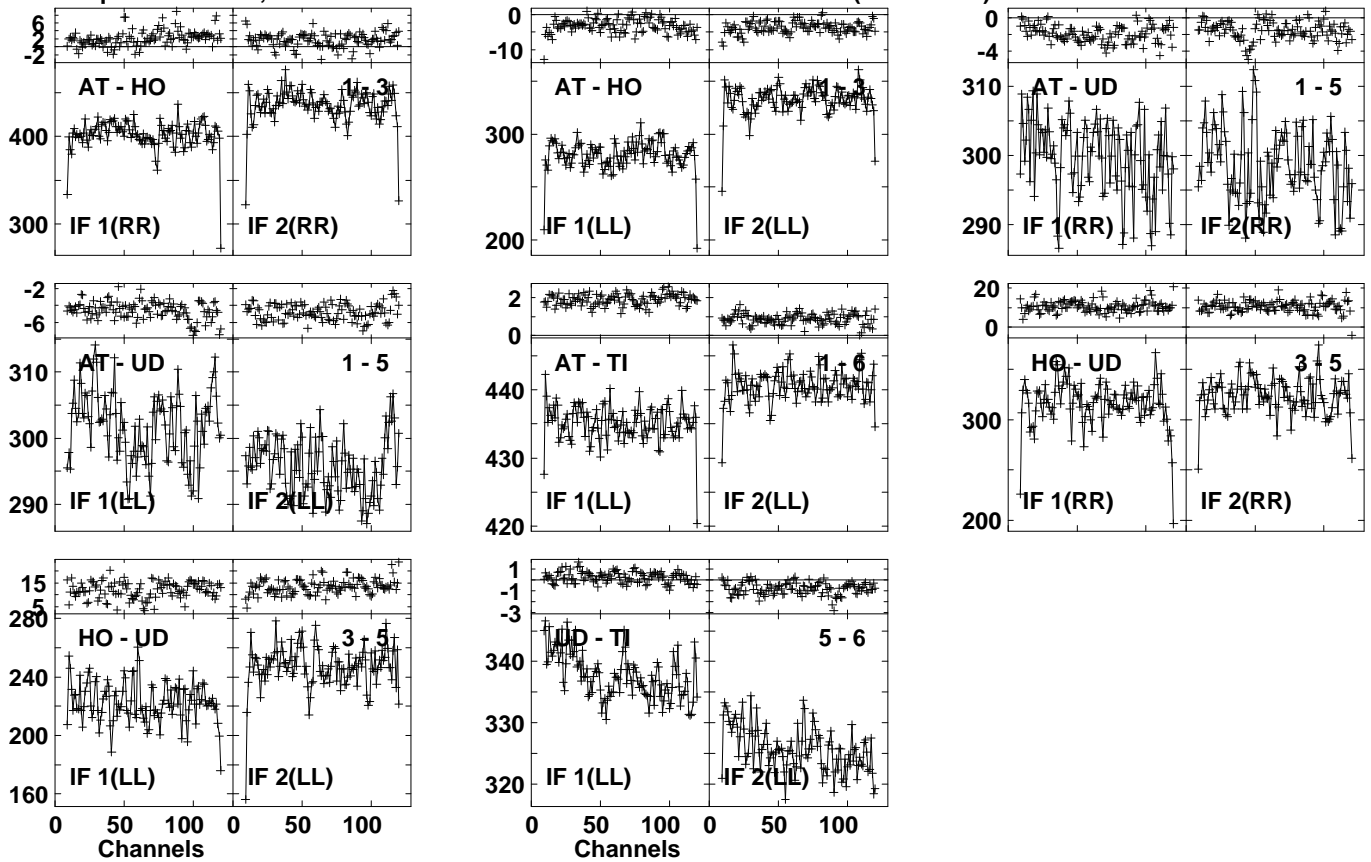 6
2
-2
AT - HO
1 - 3
400
300
IF 1(RR)
IF 2(RR)
0
-10
AT - HO
1 - 3
300
200
IF 1(LL)
IF 2(LL)
0
-4
310
300
290
AT - UD
1 - 5
IF 1(RR)
IF 2(RR)
-2
-6
310
300
290
AT - UD
1 - 5
IF 1(LL)
IF 2(LL)
2
0
440
430
420
AT - TI
1 - 6
IF 1(LL)
IF 2(LL)
20
0
300
200
HO - UD
3 - 5
IF 1(RR)
IF 2(RR)
15
5
280
240
200
160
HO - UD
3 - 5
IF 1(LL)
IF 2(LL)
0 50 100 0 50 100
Channels
1
-1
-3
340
330
320
UD - TI
5 - 6
IF 1(LL)
IF 2(LL)
0 50 100 0 50 100
Channels